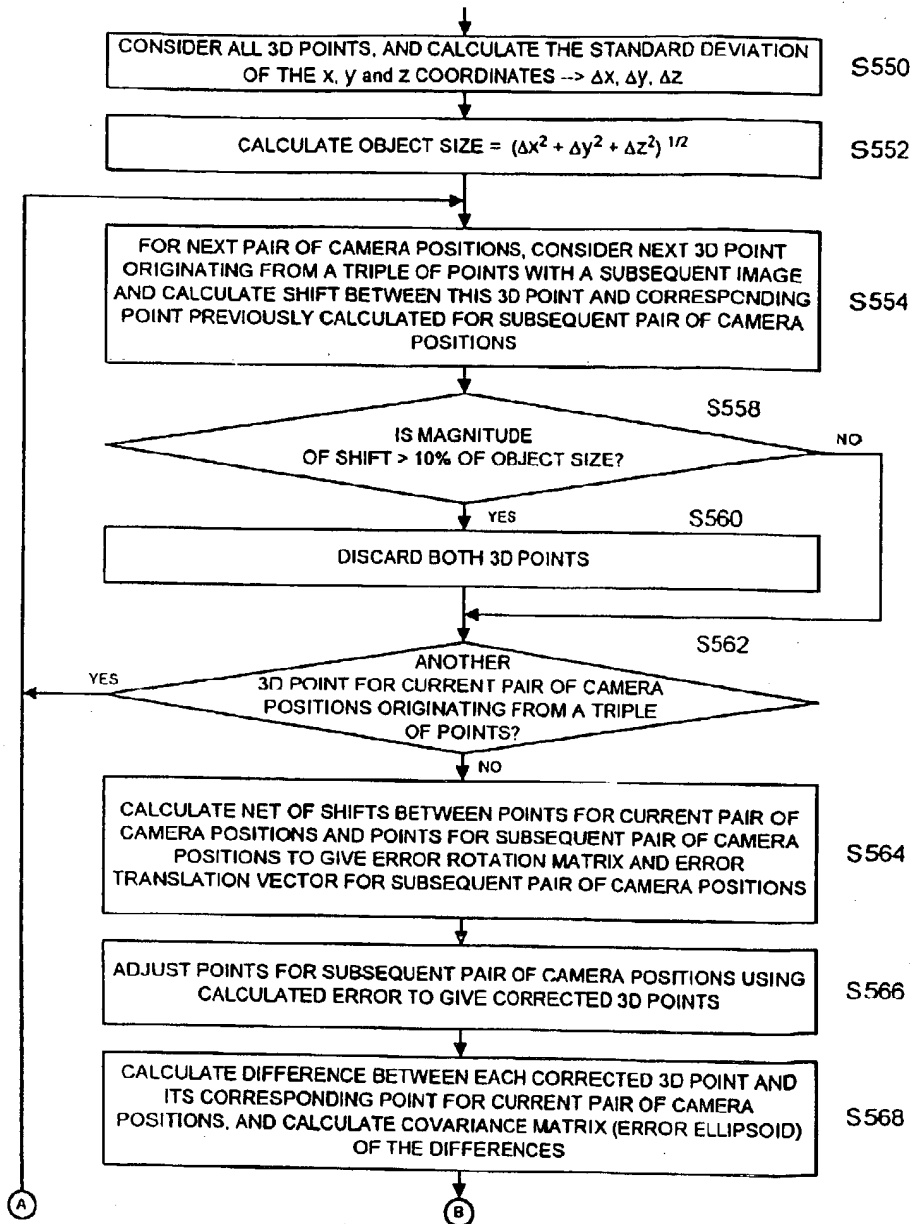 CONSIDER ALL 3D POINTS, AND CALCULATE THE STANDARD DEVIATION
OF THE x, y and z COORDINATES --> Δx, Δy, Δz
S550
CALCULATE OBJECT SIZE = (Δx² + Δy² + Δz²) ^1/2
S552
FOR NEXT PAIR OF CAMERA POSITIONS, CONSIDER NEXT 3D POINT
ORIGINATING FROM A TRIPLE OF POINTS WITH A SUBSEQUENT IMAGE
AND CALCULATE SHIFT BETWEEN THIS 3D POINT AND CORRESPONDING
POINT PREVIOUSLY CALCULATED FOR SUBSEQUENT PAIR OF CAMERA
POSITIONS
S554
S558
IS MAGNITUDE
OF SHIFT > 10% OF OBJECT SIZE?
NO
YES
S560
DISCARD BOTH 3D POINTS
S562
ANOTHER
3D POINT FOR CURRENT PAIR OF CAMERA
POSITIONS ORIGINATING FROM A TRIPLE
OF POINTS?
YES
NO
CALCULATE NET OF SHIFTS BETWEEN POINTS FOR CURRENT PAIR OF
CAMERA POSITIONS AND POINTS FOR SUBSEQUENT PAIR OF CAMERA
POSITIONS TO GIVE ERROR ROTATION MATRIX AND ERROR
TRANSLATION VECTOR FOR SUBSEQUENT PAIR OF CAMERA POSITIONS
S564
ADJUST POINTS FOR SUBSEQUENT PAIR OF CAMERA POSITIONS USING
CALCULATED ERROR TO GIVE CORRECTED 3D POINTS
S566
CALCULATE DIFFERENCE BETWEEN EACH CORRECTED 3D POINT AND
ITS CORRESPONDING POINT FOR CURRENT PAIR OF CAMERA
POSITIONS, AND CALCULATE COVARIANCE MATRIX (ERROR ELLIPSOID)
OF THE DIFFERENCES
S568
A
B